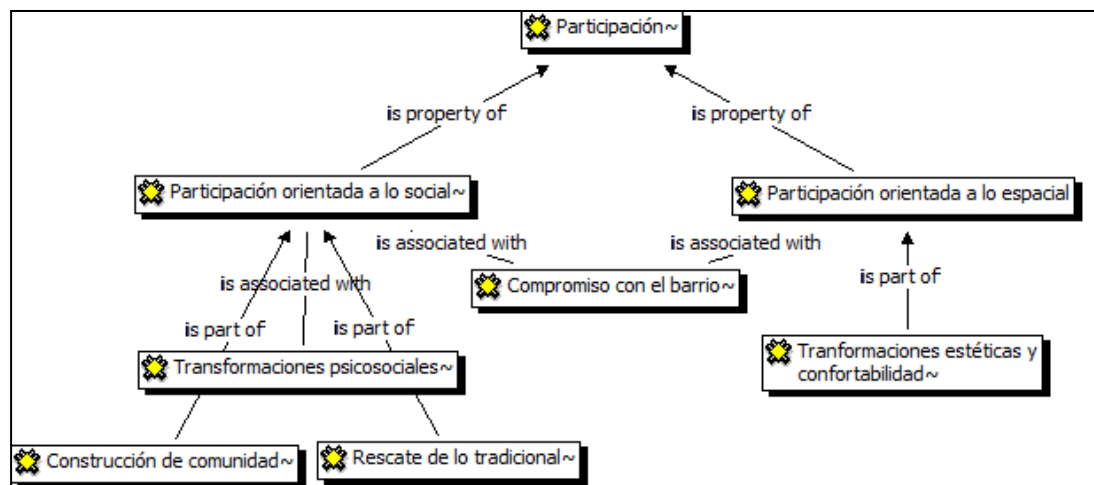 Participación~
is property of
is property of
Participación orientada a lo social~
Participación orientada a lo espacial
is associated with
is associated with
is associated with
Compromiso con el barrio~
is part of
is part of
is part of
Transformaciones psicosociales~
Tranformaciones estéticas y
confortabilidad~
Construcción de comunidad~
Rescate de lo tradicional~